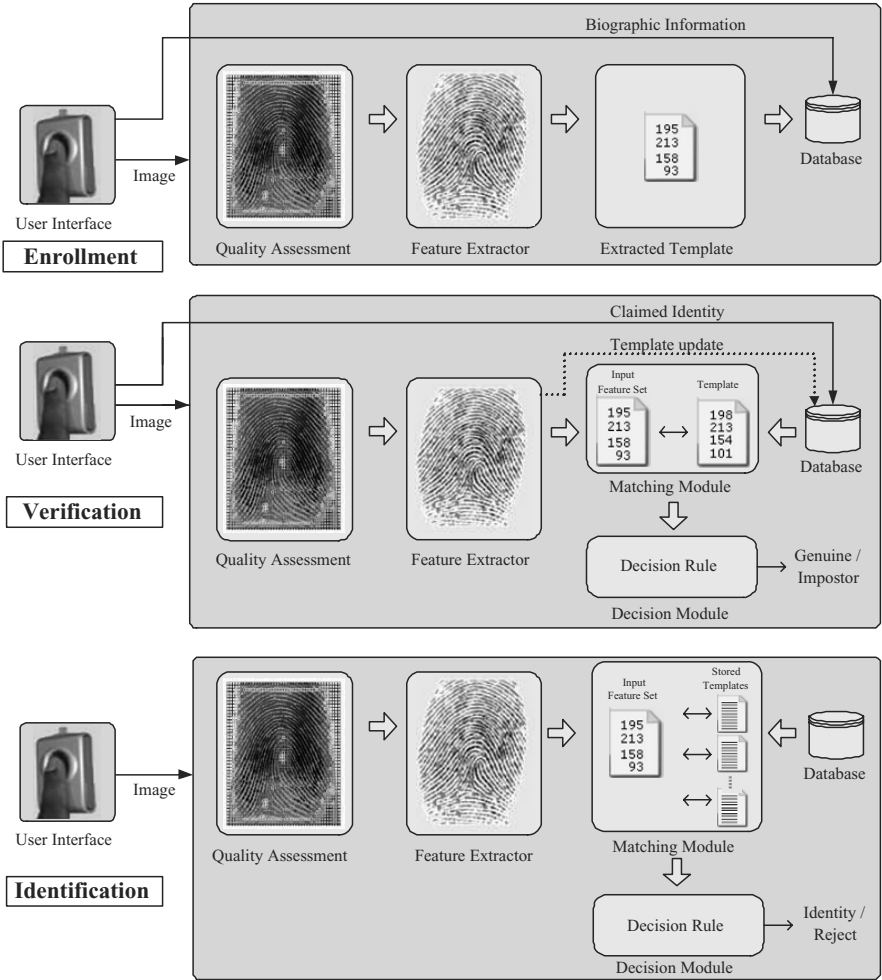 Biographic Information
195
213
158
93
Image
Database
User Interface
Quality Assessment
Feature Extractor
Extracted Template
Enrollment
Claimed Identity
Template update
Input
Feature Set
Template
195
213
158
93
198
213
154
101
Image
Database
User Interface
Matching Module
Verification
Quality Assessment
Feature Extractor
Decision Rule
Genuine /
Impostor
Decision Module
Input
Feature Set
Stored
Templates
195
213
158
93
Image
Database
User Interface
Quality Assessment
Feature Extractor
Matching Module
Identification
Decision Rule
Identity /
Reject
Decision Module